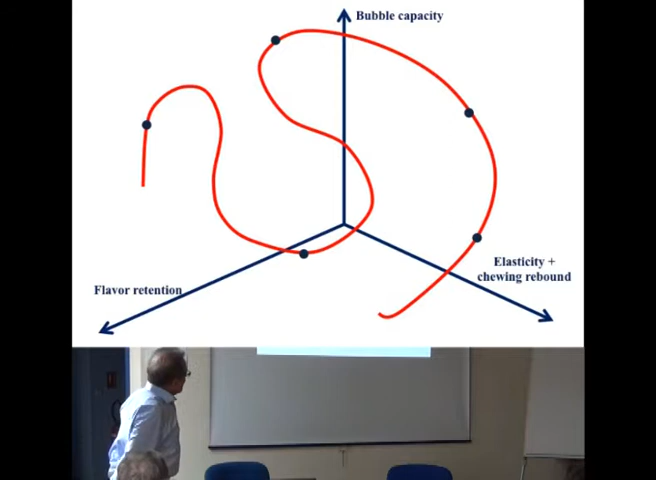 Bubble capacity
Elasticity +
chewing rebound
Flavor retention